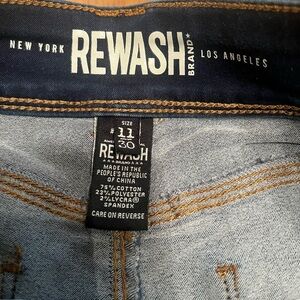 NEW YORK REWASH BRAND* LOS ANGELES
SIZE
11
30
REWASH
BRAND
MADE IN THE
PEOPLE'S REPUBLIC
OF CHINA
75% COTTON
23% POLYESTER
2% LYCRA®
SPANDEX
CARE ON REVERSE